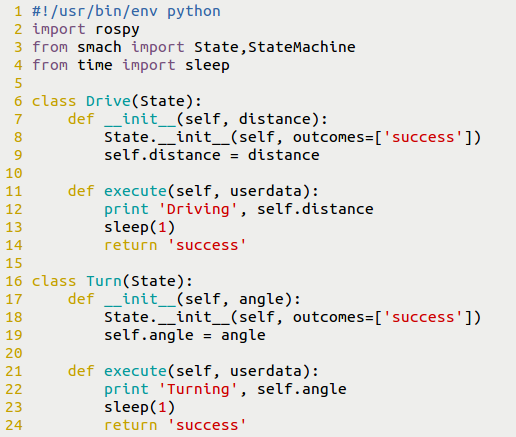 1 #!/usr/bin/env python
2 import rospy
3 from smach import State,StateMachine
4 from time import sleep
5
6 class Drive(State):
7     def __init__(self, distance):
8         State.__init__(self, outcomes=['success'])
9         self.distance = distance
10
11     def execute(self, userdata):
12         print 'Driving', self.distance
13         sleep(1)
14         return 'success'
15
16 class Turn(State):
17     def __init__(self, angle):
18         State.__init__(self, outcomes=['success'])
19         self.angle = angle
20
21     def execute(self, userdata):
22         print 'Turning', self.angle
23         sleep(1)
24         return 'success'